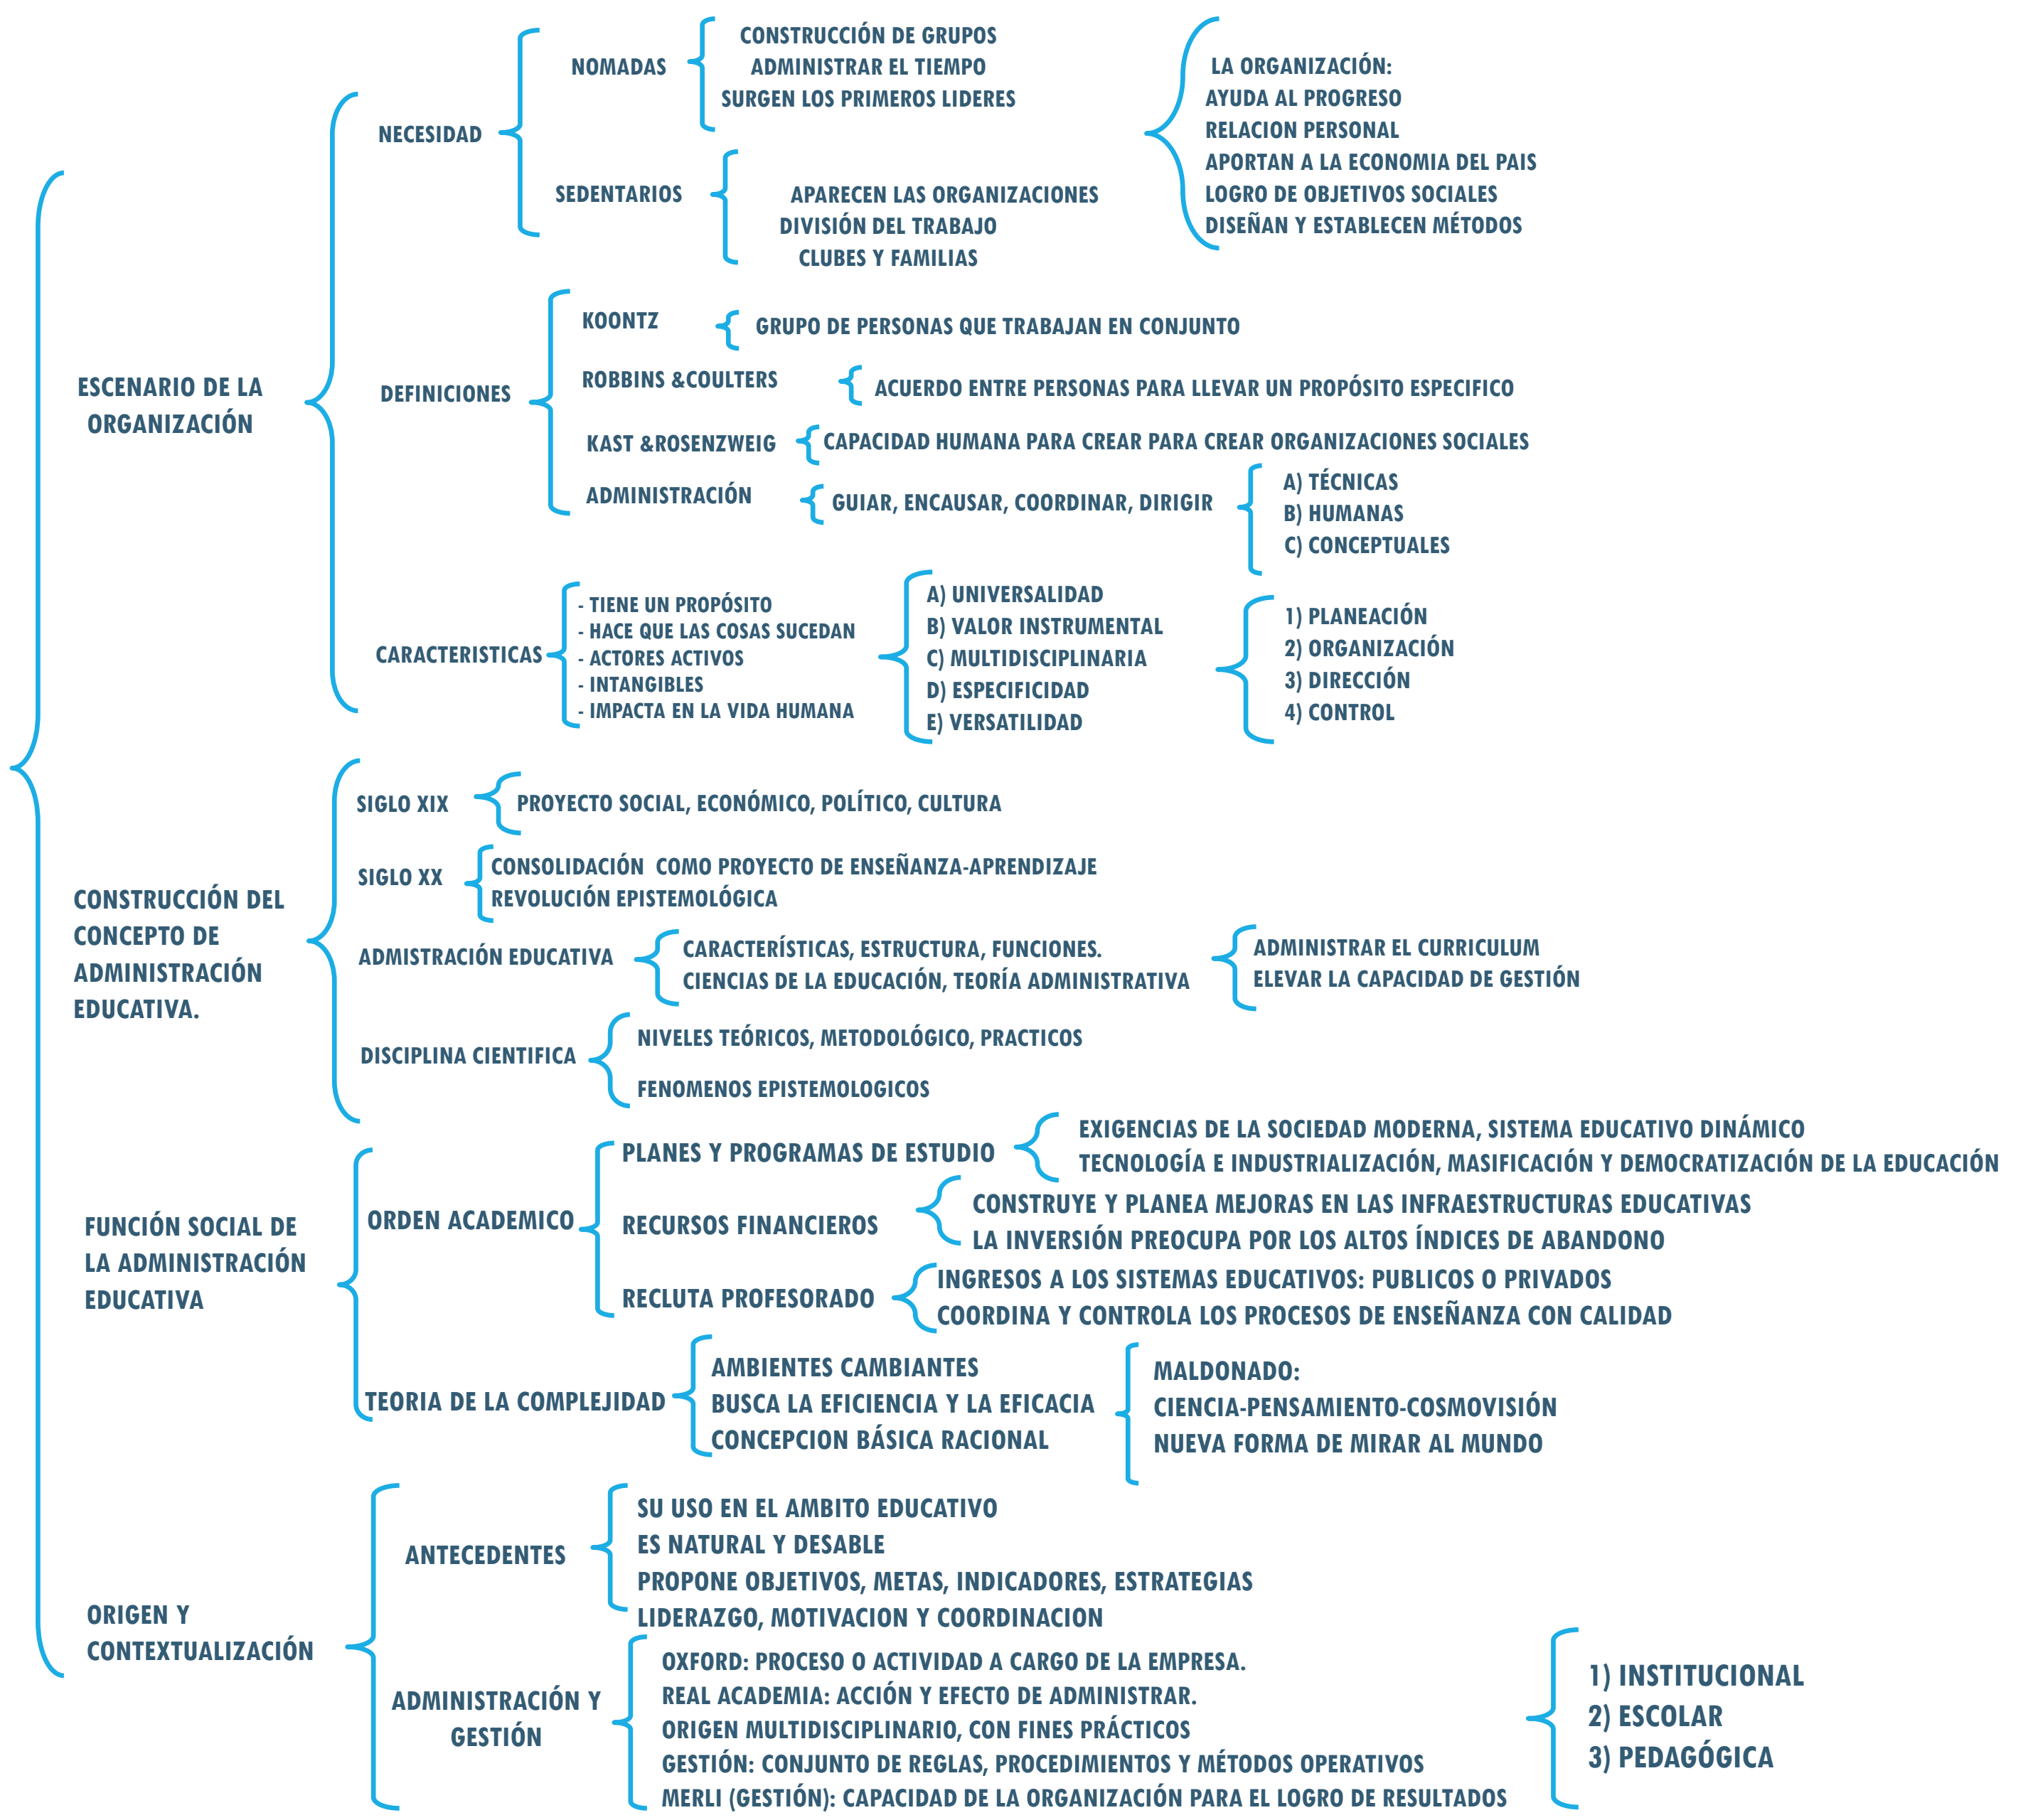 ESCENARIO DE LA
ORGANIZACIÓN
NECESIDAD
NOMADAS
CONSTRUCCIÓN DE GRUPOS
ADMINISTRAR EL TIEMPO
SURGEN LOS PRIMEROS LIDERES
SEDENTARIOS
APARECEN LAS ORGANIZACIONES
DIVISIÓN DEL TRABAJO
CLUBES Y FAMILIAS
LA ORGANIZACIÓN:
AYUDA AL PROGRESO
RELACION PERSONAL
APORTAN A LA ECONOMIA DEL PAIS
LOGRO DE OBJETIVOS SOCIALES
DISEÑAN Y ESTABLECEN MÉTODOS
DEFINICIONES
KOONTZ
GRUPO DE PERSONAS QUE TRABAJAN EN CONJUNTO
ROBBINS &COULTERS
ACUERDO ENTRE PERSONAS PARA LLEVAR UN PROPÓSITO ESPECIFICO
KAST &ROSENZWEIG
CAPACIDAD HUMANA PARA CREAR PARA CREAR ORGANIZACIONES SOCIALES
ADMINISTRACIÓN
GUIAR, ENCAUSAR, COORDINAR, DIRIGIR
A) TÉCNICAS
B) HUMANAS
C) CONCEPTUALES
CARACTERISTICAS
- TIENE UN PROPÓSITO
- HACE QUE LAS COSAS SUCEDAN
- ACTORES ACTIVOS
- INTANGIBLES
- IMPACTA EN LA VIDA HUMANA
A) UNIVERSALIDAD
B) VALOR INSTRUMENTAL
C) MULTIDISCIPLINARIA
D) ESPECIFICIDAD
E) VERSATILIDAD
1) PLANEACIÓN
2) ORGANIZACIÓN
3) DIRECCIÓN
4) CONTROL
CONSTRUCCIÓN DEL
CONCEPTO DE
ADMINISTRACIÓN
EDUCATIVA.
SIGLO XIX
PROYECTO SOCIAL, ECONÓMICO, POLÍTICO, CULTURA
SIGLO XX
CONSOLIDACIÓN COMO PROYECTO DE ENSEÑANZA-APRENDIZAJE
REVOLUCIÓN EPISTEMOLÓGICA
ADMISTRACIÓN EDUCATIVA
CARACTERÍSTICAS, ESTRUCTURA, FUNCIONES.
CIENCIAS DE LA EDUCACIÓN, TEORÍA ADMINISTRATIVA
ADMINISTRAR EL CURRICULUM
ELEVAR LA CAPACIDAD DE GESTIÓN
DISCIPLINA CIENTIFICA
NIVELES TEÓRICOS, METODOLÓGICO, PRACTICOS
FENOMENOS EPISTEMOLOGICOS
FUNCIÓN SOCIAL DE
LA ADMINISTRACIÓN
EDUCATIVA
ORDEN ACADEMICO
PLANES Y PROGRAMAS DE ESTUDIO
EXIGENCIAS DE LA SOCIEDAD MODERNA, SISTEMA EDUCATIVO DINÁMICO
TECNOLOGÍA E INDUSTRIALIZACIÓN, MASIFICACIÓN Y DEMOCRATIZACIÓN DE LA EDUCACIÓN
RECURSOS FINANCIEROS
CONSTRUYE Y PLANEA MEJORAS EN LAS INFRAESTRUCTURAS EDUCATIVAS
LA INVERSIÓN PREOCUPA POR LOS ALTOS ÍNDICES DE ABANDONO
RECLUTA PROFESORADO
INGRESOS A LOS SISTEMAS EDUCATIVOS: PUBLICOS O PRIVADOS
COORDINA Y CONTROLA LOS PROCESOS DE ENSEÑANZA CON CALIDAD
TEORIA DE LA COMPLEJIDAD
AMBIENTES CAMBIANTES
BUSCA LA EFICIENCIA Y LA EFICACIA
CONCEPCION BÁSICA RACIONAL
MALDONADO:
CIENCIA-PENSAMIENTO-COSMOVISIÓN
NUEVA FORMA DE MIRAR AL MUNDO
ORIGEN Y
CONTEXTUALIZACIÓN
ANTECEDENTES
SU USO EN EL AMBITO EDUCATIVO
ES NATURAL Y DESABLE
PROPONE OBJETIVOS, METAS, INDICADORES, ESTRATEGIAS
LIDERAZGO, MOTIVACION Y COORDINACION
ADMINISTRACIÓN Y
GESTIÓN
OXFORD: PROCESO O ACTIVIDAD A CARGO DE LA EMPRESA.
REAL ACADEMIA: ACCIÓN Y EFECTO DE ADMINISTRAR.
ORIGEN MULTIDISCIPLINARIO, CON FINES PRÁCTICOS
GESTIÓN: CONJUNTO DE REGLAS, PROCEDIMIENTOS Y MÉTODOS OPERATIVOS
MERLI (GESTIÓN): CAPACIDAD DE LA ORGANIZACIÓN PARA EL LOGRO DE RESULTADOS
1) INSTITUCIONAL
2) ESCOLAR
3) PEDAGÓGICA